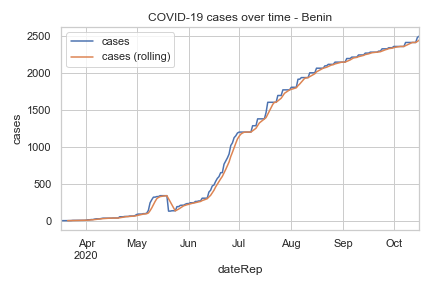 COVID-19 cases over time - Benin
cases
cases (rolling)
2500
2000
1500
1000
500
0
cases
Apr
2020
May
Jun
Jul
Aug
Sep
Oct
dateRep